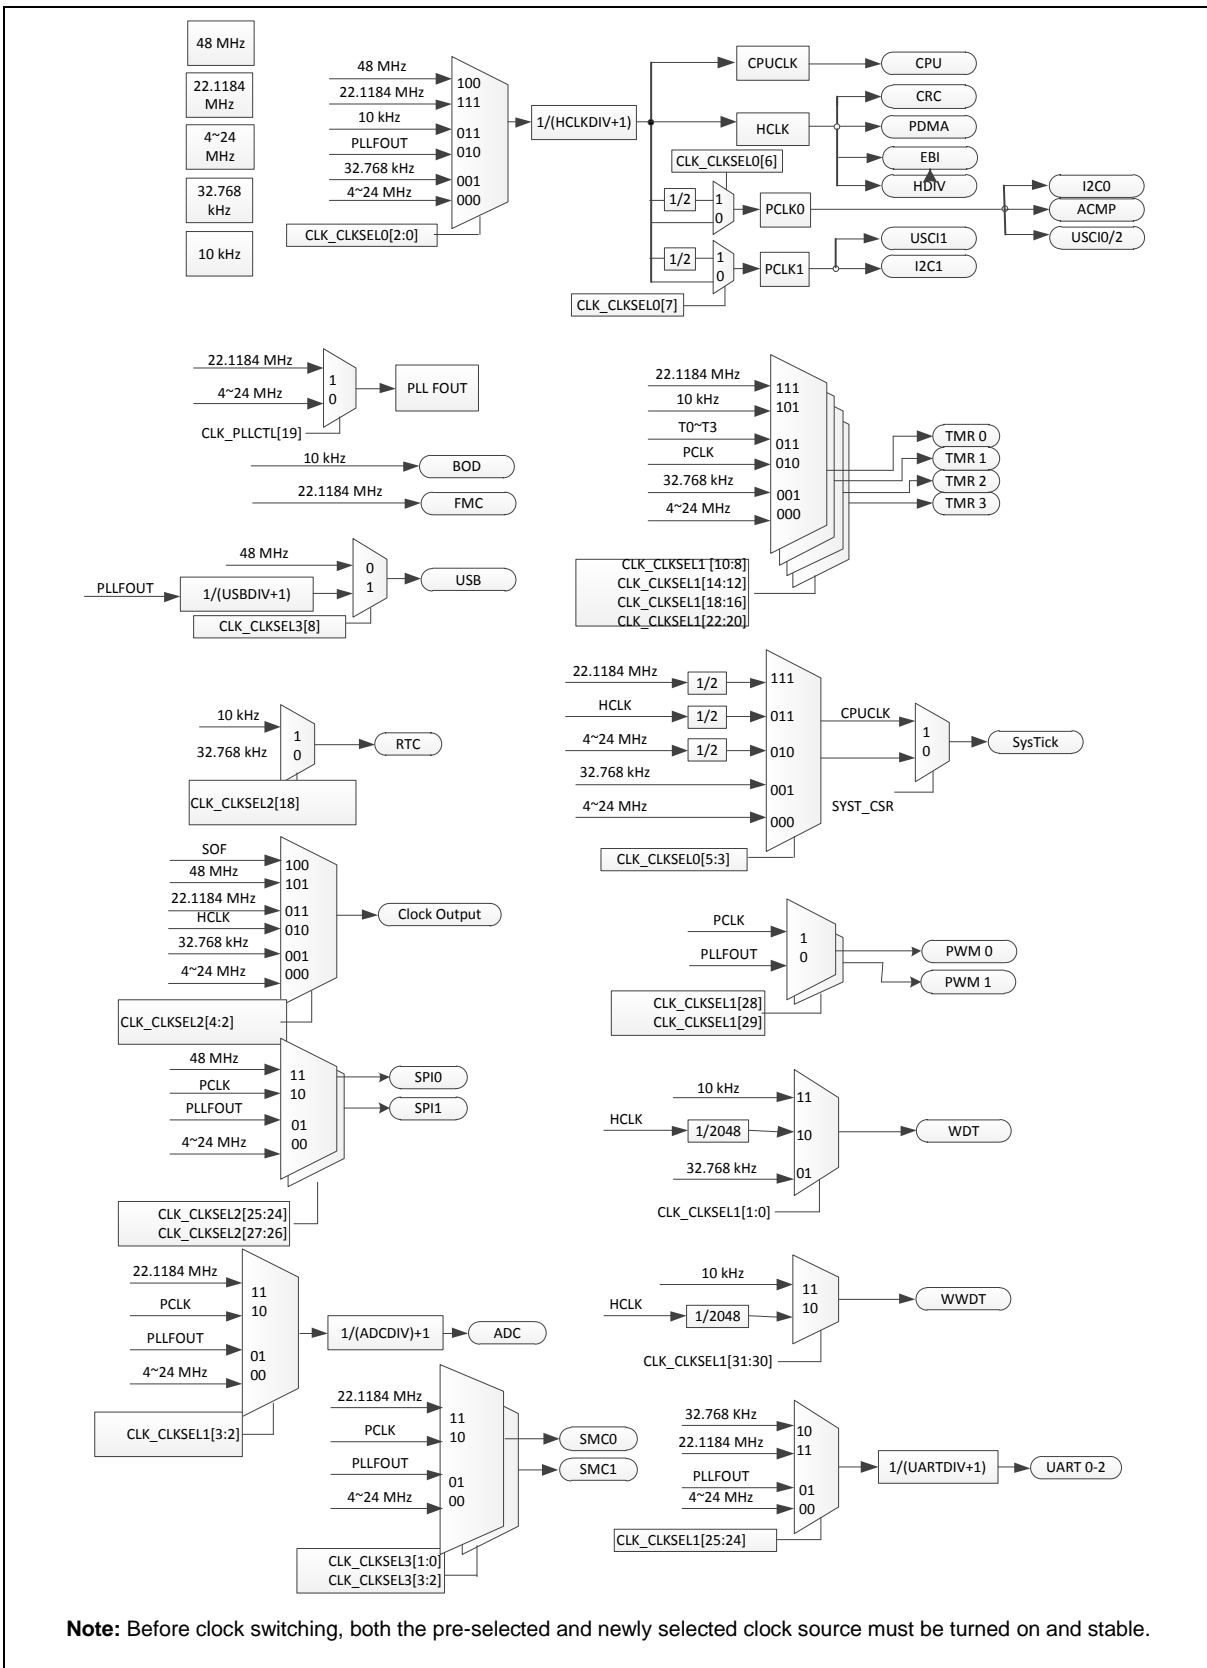 48 MHz
22.1184
MHz
4~24
MHz
32.768
kHz
10 kHz
48 MHz
22.1184 MHz
10 kHz
PLLFOUT
32.768 kHz
4~24 MHz
100
111
011
010
001
000
CLK_CLKSEL0[2:0]
1/(HCLKDIV+1)
CPUCLK
CPU
HCLK
CRC
PDMA
EBI
HDIV
CLK_CLKSEL0[6]
1/2
1
0
PCLK0
I2C0
ACMP
USCI0/2
1/2
1
0
PCLK1
USCI1
I2C1
CLK_CLKSEL0[7]
22.1184 MHz
4~24 MHz
1
0
PLL FOUT
CLK_PLLCTL[19]
10 kHz
BOD
22.1184 MHz
FMC
48 MHz
PLLFOUT
1/(USBDIV+1)
0
1
USB
CLK_CLKSEL3[8]
22.1184 MHz
10 kHz
T0~T3
PCLK
32.768 kHz
4~24 MHz
111
101
011
010
001
000
TMR 0
TMR 1
TMR 2
TMR 3
CLK_CLKSEL1 [10:8]
CLK_CLKSEL1[14:12]
CLK_CLKSEL1[18:16]
CLK_CLKSEL1[22:20]
10 kHz
32.768 kHz
1
0
RTC
CLK_CLKSEL2[18]
22.1184 MHz
HCLK
4~24 MHz
32.768 kHz
4~24 MHz
1/2
1/2
1/2
111
011
010
001
000
CPUCLK
1
0
SysTick
SYST_CSR
CLK_CLKSEL0[5:3]
SOF
48 MHz
22.1184 MHz
HCLK
32.768 kHz
4~24 MHz
100
101
011
010
001
000
Clock Output
CLK_CLKSEL2[4:2]
PCLK
PLLFOUT
1
0
PWM 0
PWM 1
CLK_CLKSEL1[28]
CLK_CLKSEL1[29]
48 MHz
PCLK
PLLFOUT
4~24 MHz
11
10
01
00
SPI0
SPI1
CLK_CLKSEL2[25:24]
CLK_CLKSEL2[27:26]
10 kHz
HCLK
1/2048
32.768 kHz
11
10
01
WDT
CLK_CLKSEL1[1:0]
22.1184 MHz
PCLK
PLLFOUT
4~24 MHz
11
10
01
00
1/(ADCDIV)+1
ADC
CLK_CLKSEL1[3:2]
10 kHz
HCLK
1/2048
11
10
WWDT
CLK_CLKSEL1[31:30]
22.1184 MHz
PCLK
PLLFOUT
4~24 MHz
11
10
01
00
SMC0
SMC1
CLK_CLKSEL3[1:0]
CLK_CLKSEL3[3:2]
32.768 KHz
22.1184 MHz
PLLFOUT
4~24 MHz
10
11
01
00
1/(UARTDIV+1)
UART 0-2
CLK_CLKSEL1[25:24]
Note: Before clock switching, both the pre-selected and newly selected clock source must be turned on and stable.